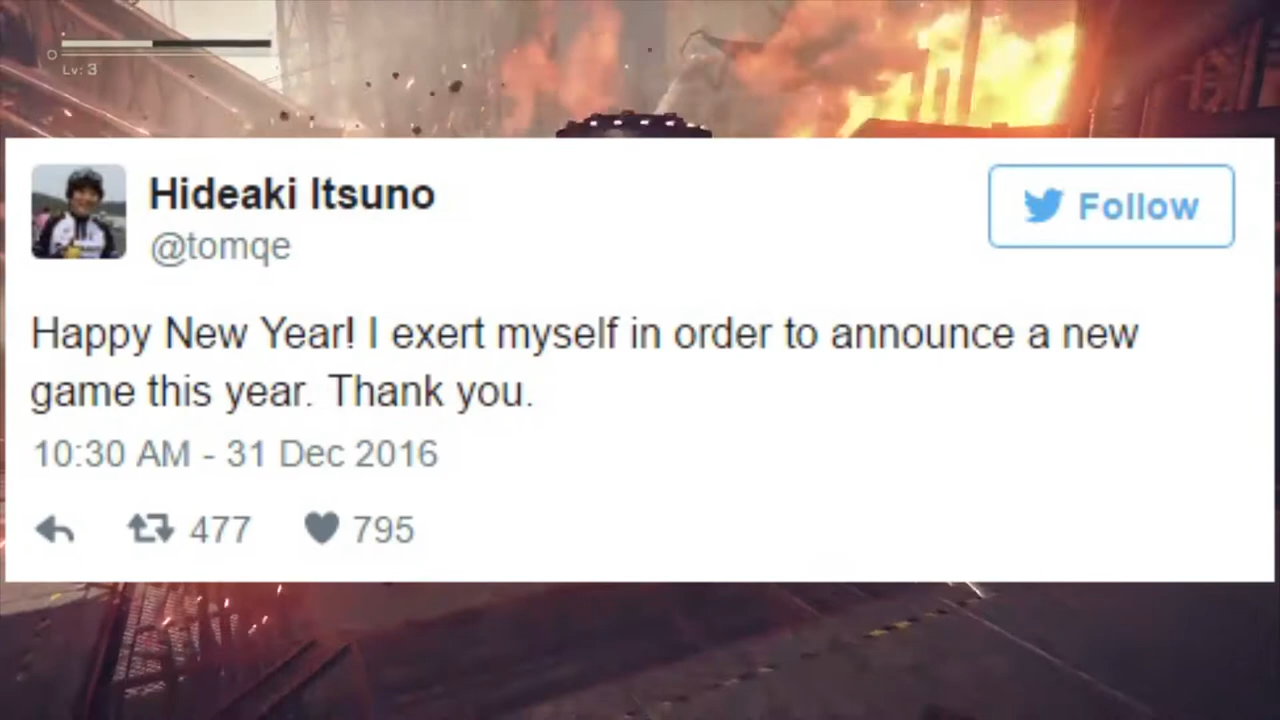 Lv: 3
Hideaki Itsuno
@tomqe
Follow
Happy New Year! I exert myself in order to announce a new
game this year. Thank you.
10:30 AM - 31 Dec 2016
477 795